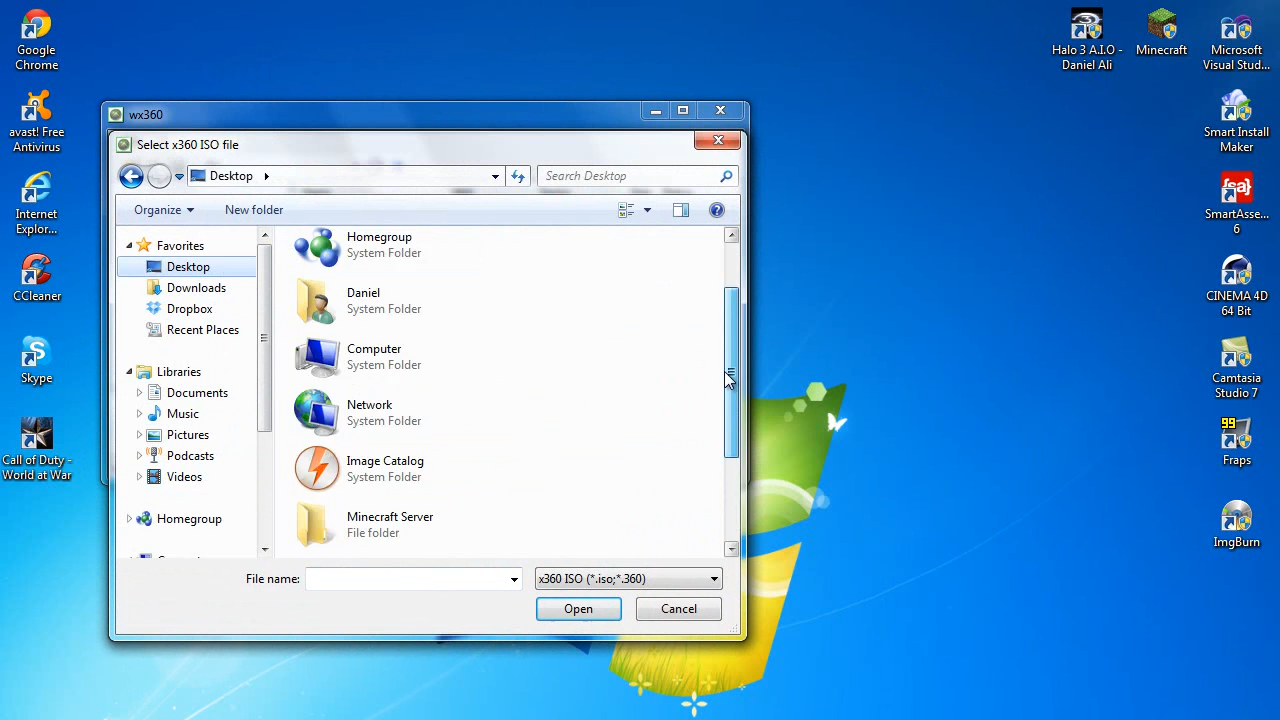 Google
Chrome
avast! Free
Antivirus
Internet
Explor...
CCleaner
Skype
Call of Duty -
World at War
Halo 3 A.I.O -
Daniel Ali
Minecraft
Microsoft
Visual Stud...
Smart Install
Maker
{sa}
SmartAsse...
6
CINEMA 4D
64 Bit
Camtasia
Studio 7
99
Fraps
ImgBurn
wx360
Select x360 ISO file
Desktop
Search Desktop
Organize
New folder
Favorites
Desktop
Downloads
Dropbox
Recent Places
Libraries
Documents
Music
Pictures
Podcasts
Videos
Homegroup
Homegroup
System Folder
Daniel
System Folder
Computer
System Folder
Network
System Folder
Image Catalog
System Folder
Minecraft Server
File folder
File name:
x360 ISO (*.iso;*.360)
Open
Cancel